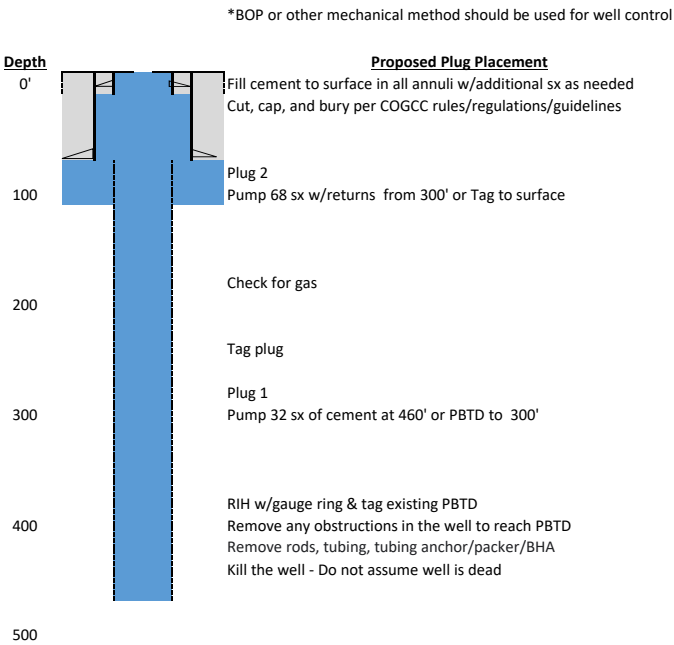 *BOP or other mechanical method should be used for well control
Depth
Proposed Plug Placement
0'
Fill cement to surface in all annuli w/additional sx as needed
Cut, cap, and bury per COGCC rules/regulations/guidelines
Plug 2
100
Pump 68 sx w/returns  from 300' or Tag to surface
Check for gas
200
Tag plug
Plug 1
300
Pump 32 sx of cement at 460' or PBTD to  300'
RIH w/gauge ring & tag existing PBTD
400
Remove any obstructions in the well to reach PBTD
Remove rods, tubing, tubing anchor/packer/BHA
Kill the well - Do not assume well is dead
500